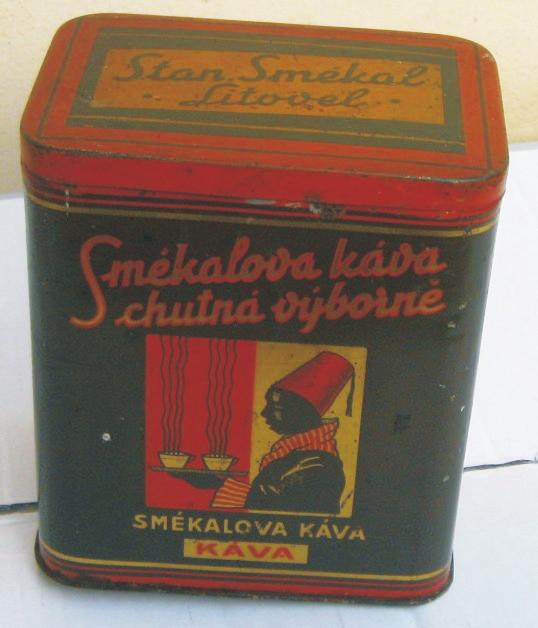 Stan. Smékal
· Litovel ·
Smékalova káva
chutná výborně
SMÉKALOVA KÁVA
KÁVA